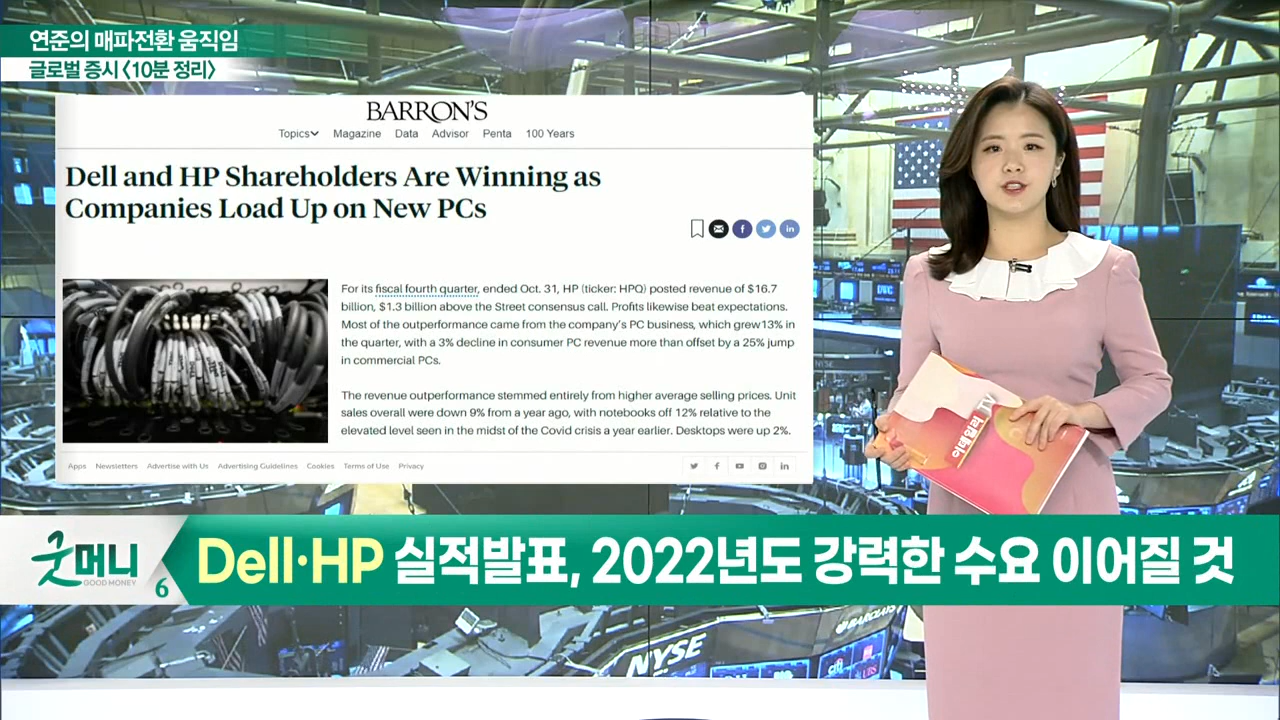 연준의 매파전환 움직임
글로벌 증시 <10분 정리>
BARRON'S
Topics Magazine Data Advisor Penta 100 Years
Dell and HP Shareholders Are Winning as
Companies Load Up on New PCs
For its fiscal fourth quarter, ended Oct. 31, HP (ticker: HPQ) posted revenue of $16.7
billion, $1.3 billion above the Street consensus call. Profits likewise beat expectations.
Most of the outperformance came from the company's PC business, which grew13% in
the quarter, with a 3% decline in consumer PC revenue more than offset by a 25% jump
in commercial PCs.
The revenue outperformance stemmed entirely from higher average selling prices. Unit
sales overall were down 9% from a year ago, with notebooks off 12% relative to the
elevated level seen in the midst of the Covid crisis a year earlier. Desktops were up 2%.
Apps Newsletters Advertise with Us Advertising Guidelines Cookies Terms of Use Privacy
이데일리 TV
굿머니
GOOD MONEY
6
Dell·HP 실적발표, 2022년도 강력한 수요 이어질 것
BARCLAYS
NYSE
citi
UBS